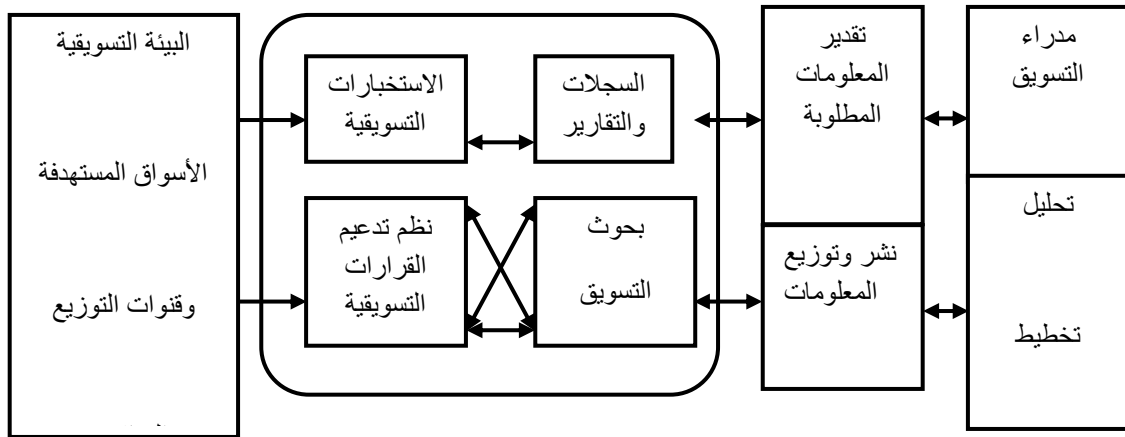 البيئة التسويقية
الأسواق المستهدفة
وقنوات التوزيع
الاستخبارات
التسويقية
السجلات
والتقارير
نظم تدعيم
القرارات
التسويقية
بحوث
التسويق
تقدير
المعلومات
المطلوبة
نشر وتوزيع
المعلومات
مدراء
التسويق
تحليل
تخطيط